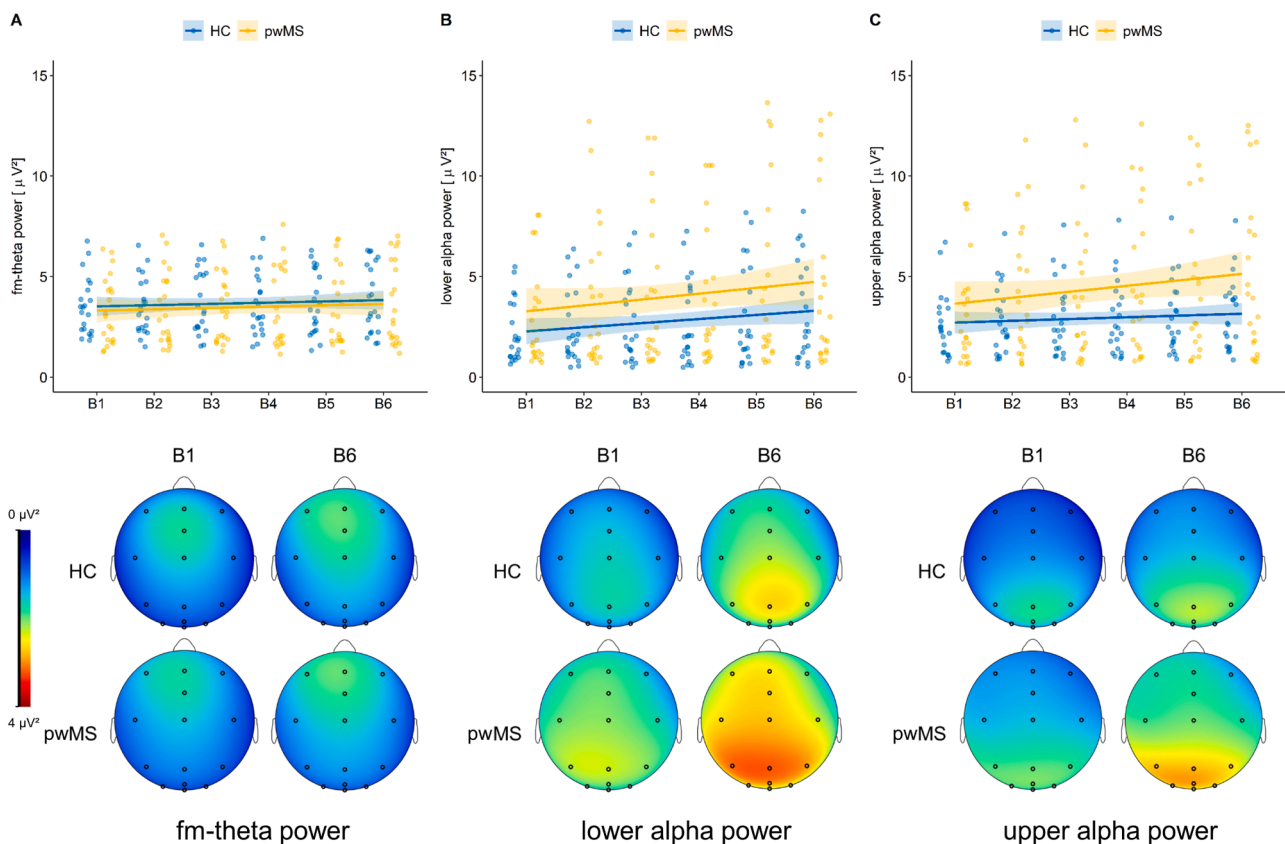 A
HC pwMS
fm-theta power [ μ V²]
15
10
5
0
B1 B2 B3 B4 B5 B6
B
HC pwMS
lower alpha power [ μ V²]
15
10
5
0
B1 B2 B3 B4 B5 B6
C
HC pwMS
upper alpha power [ μ V²]
15
10
5
0
B1 B2 B3 B4 B5 B6
B1 B6 B1 B6 B1 B6
0 μV²
HC HC HC
4 μV²
pwMS pwMS pwMS
fm-theta power lower alpha power upper alpha power